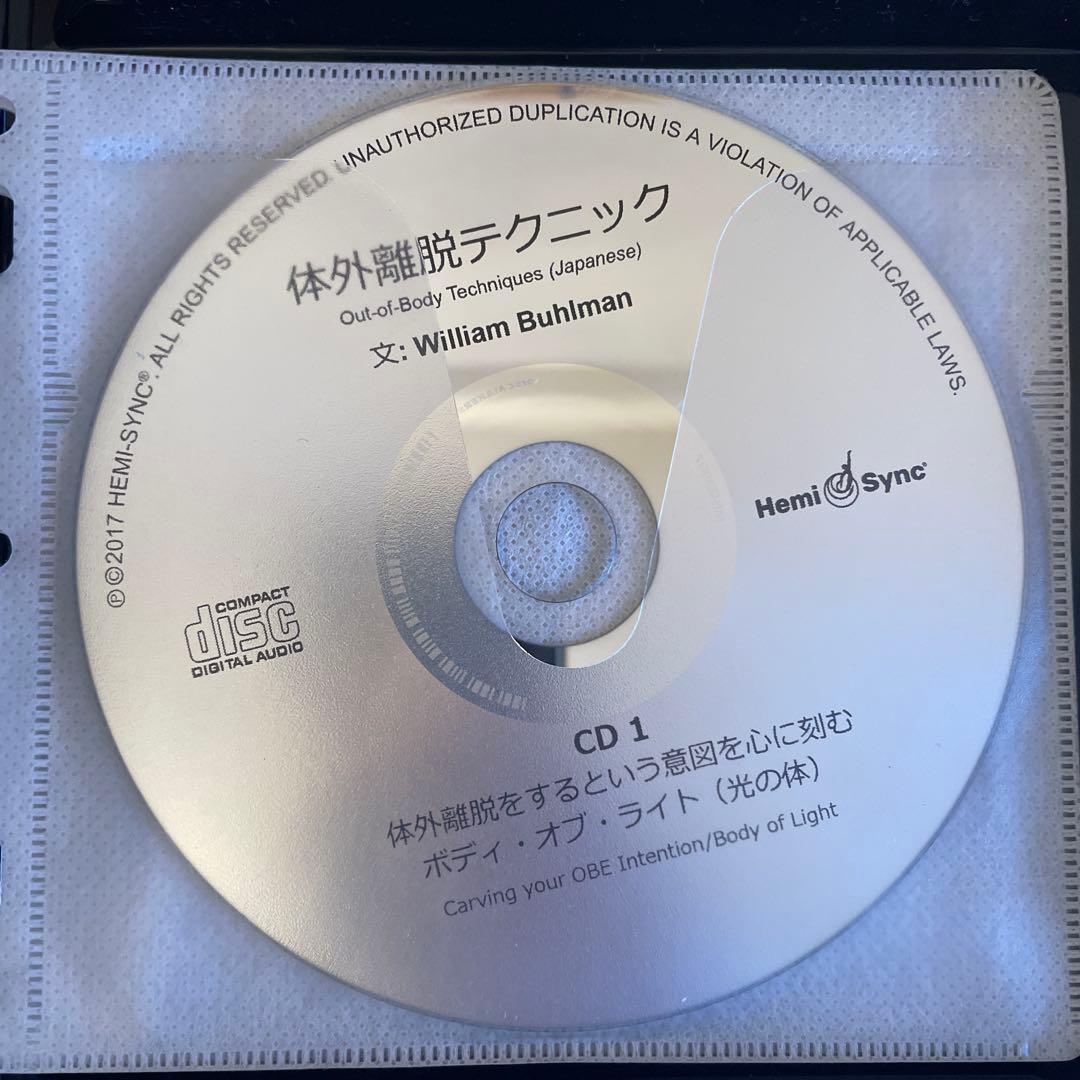 ℗©2017 HEMI-SYNC®. ALL RIGHTS RESERVED. UNAUTHORIZED DUPLICATION IS A VIOLATION OF APPLICABLE LAWS.
体外離脱テクニック
Out-of-Body Techniques (Japanese)
文: William Buhlman
Hemi Sync®
COMPACT
disc
DIGITAL AUDIO
CD 1
体外離脱をするという意図を心に刻む
ボディ・オブ・ライト（光の体）
Carving your OBE Intention/Body of Light